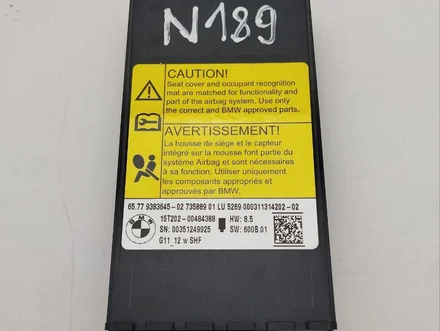 N189
CAUTION!
Seat cover and occupant recognition
mat are matched for functionality and
part of the airbag system. Use only
the correct and BMW approved parts.
AVERTISSEMENT!
La housse de siège et le capteur
intégré sur la mousse font partie du
système Airbag et sont nécessaires
à sa fonction. Utiliser uniquement
les composants appropriés et
approuvés par BMW.
65.77 9383645-02 735889 01 LU 5269 000311314202-02
BMW
15T202-00484388 HW: 8.5
SN: 00351249925 SW: 600B.01
G11_12 w SHF